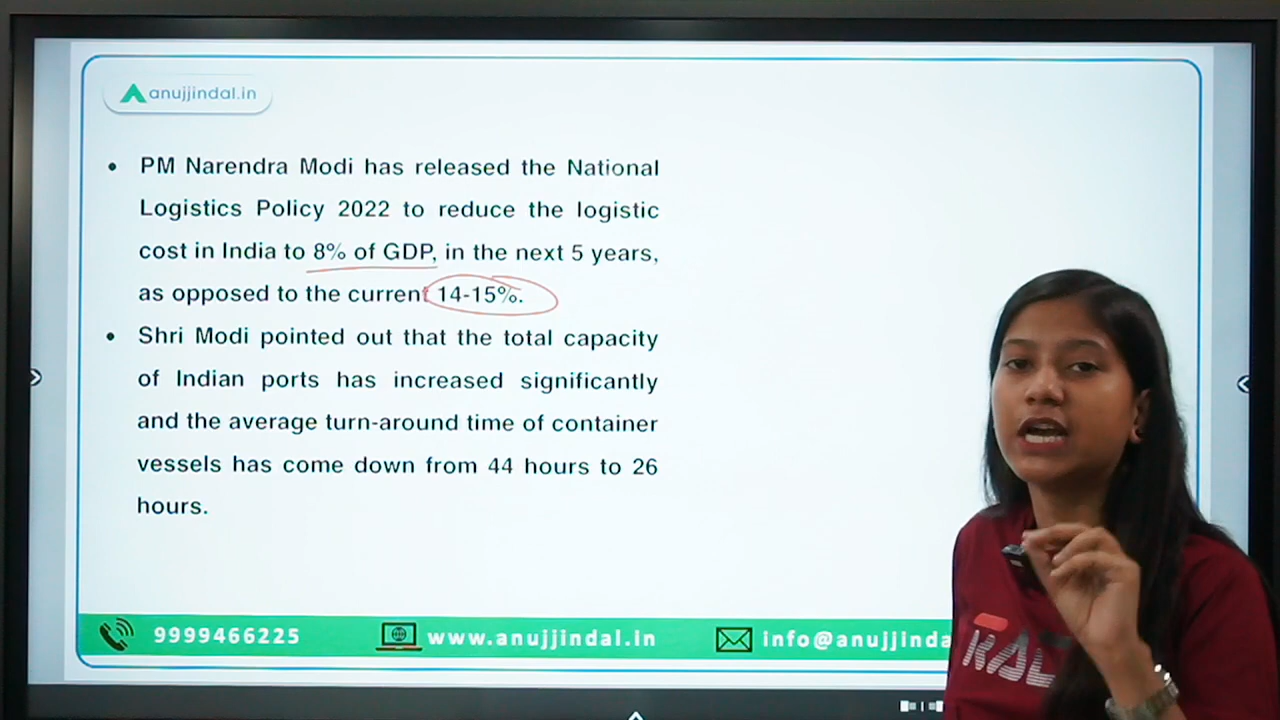 anujjindal.in
• PM Narendra Modi has released the National
Logistics Policy 2022 to reduce the logistic
cost in India to 8% of GDP, in the next 5 years,
as opposed to the current 14-15%.
• Shri Modi pointed out that the total capacity
of Indian ports has increased significantly
and the average turn-around time of container
vessels has come down from 44 hours to 26
hours.
9999466225 www.anujjindal.in info@anujjinda